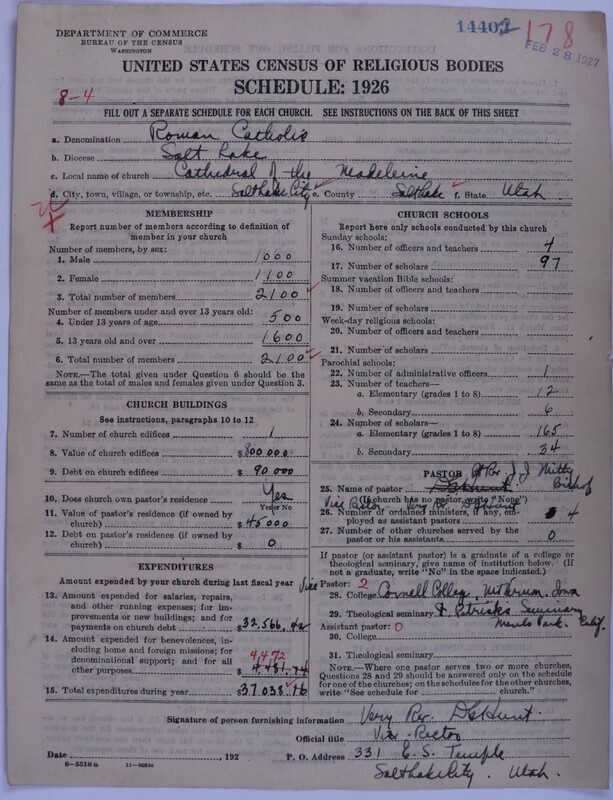 DEPARTMENT OF COMMERCE
BUREAU OF THE CENSUS
WASHINGTON
14402
178
FEB 28 1927
UNITED STATES CENSUS OF RELIGIOUS BODIES
SCHEDULE: 1926
8-4
FILL OUT A SEPARATE SCHEDULE FOR EACH CHURCH. SEE INSTRUCTIONS ON THE BACK OF THIS SHEET
a. Denomination Roman Catholic
b. Diocese Salt Lake
c. Local name of church Cathedral of the Madeleine
d. City, town, village, or township, etc. Salt Lake City e. County Salt Lake f. State Utah
MEMBERSHIP
Report number of members according to definition of member in your church
Number of members, by sex:
1. Male 1000
2. Female 1100
3. Total number of members 2100
Number of members under and over 13 years old:
4. Under 13 years of age 500
5. 13 years old and over 1600
6. Total number of members 2100
NOTE.—The total given under Question 6 should be the same as the total of males and females given under Question 3.
CHURCH BUILDINGS
See instructions, paragraphs 10 to 12
7. Number of church edifices 1
8. Value of church edifices $ 800 000
9. Debt on church edifices $ 90 000
10. Does church own pastor's residence? Yes
Yes or No
11. Value of pastor's residence (if owned by church) $ 45000
12. Debt on pastor's residence (if owned by church) $ 0
EXPENDITURES
Amount expended by your church during last fiscal year
13. Amount expended for salaries, repairs, and other running expenses; for improvements or new buildings; and for payments on church debt $ 32,566.42
14. Amount expended for benevolences, including home and foreign missions; for denominational support; and for all other purposes 4,472
15. Total expenditures during year $ 37038.16
CHURCH SCHOOLS
Report here only schools conducted by this church
Sunday schools:
16. Number of officers and teachers 4
17. Number of scholars 97
Summer vacation Bible schools:
18. Number of officers and teachers
19. Number of scholars
Week-day religious schools:
20. Number of officers and teachers
21. Number of scholars
Parochial schools:
22. Number of administrative officers 1
23. Number of teachers—
a. Elementary (grades 1 to 8) 12
b. Secondary 6
24. Number of scholars—
a. Elementary (grades 1 to 8) 165
b. Secondary 34
PASTOR
25. Name of pastor Rt Rev. J. J. Mitty Bishop
(If church has no pastor, write "None")
Vice Rector Very Rev. D G Hunt
26. Number of ordained ministers, if any, employed as assistant pastors 4
27. Number of other churches served by the pastor or his assistants 0
If pastor (or assistant pastor) is a graduate of a college or theological seminary, give name of institution below. (If not a graduate, write "No" in the space indicated.)
Vice Pastor: 2
28. College Cornell College Mt Vernon. Iowa
29. Theological seminary St Patricks Seminary
Menlo Park. Calif.
Assistant pastor: 0
30. College
31. Theological seminary
NOTE.—Where one pastor serves two or more churches, Questions 28 and 29 should be answered only on the schedule for one of the churches; on the schedules for the other churches, write "See schedule for church."
Signature of person furnishing information Very Rev. D G Hunt
Official title Vice-Rector
Date , 192 P. O. Address 331 E. S. Temple
Salt Lake City. Utah.